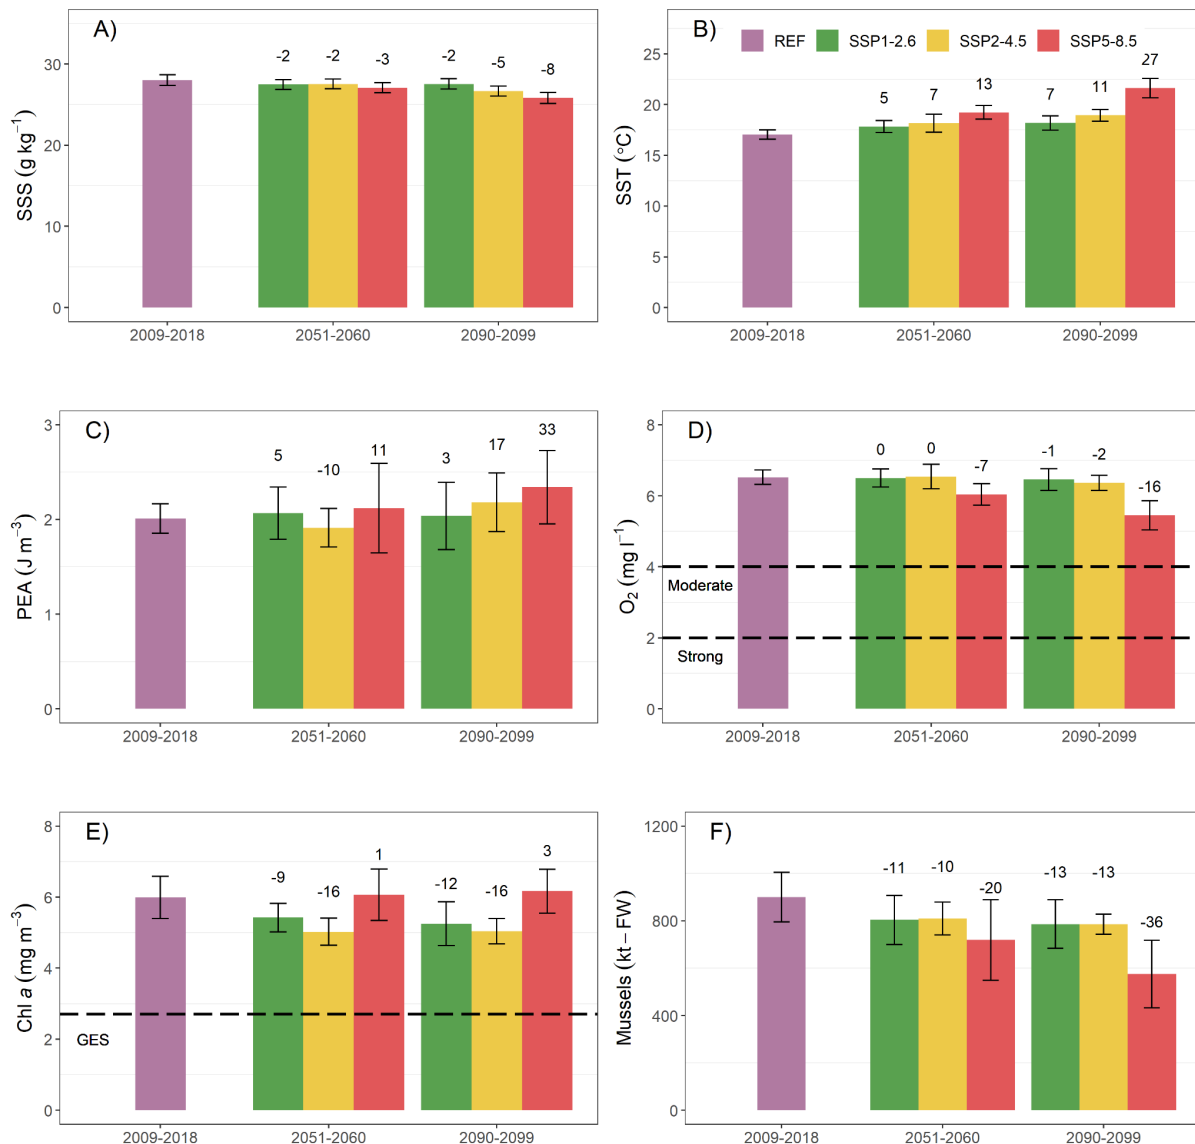 A)
-2 -2 -3 -2 -5 -8
30
20
10
0
SSS (g kg⁻¹)
2009-2018 2051-2060 2090-2099
B)
REF SSP1-2.6 SSP2-4.5 SSP5-8.5
5 7 13 7 11 27
25
20
15
10
5
0
SST (°C)
2009-2018 2051-2060 2090-2099
C)
5 -10 11 3 17 33
3
2
1
0
PEA (J m⁻³)
2009-2018 2051-2060 2090-2099
D)
0 0 -7 -1 -2 -16
8
6
4
Moderate
2
Strong
0
O₂ (mg l⁻¹)
2009-2018 2051-2060 2090-2099
E)
-9 -16 1 -12 -16 3
8
6
5
2
GES
0
Chl a (mg m⁻³)
2009-2018 2051-2060 2090-2099
F)
-11 -10 -20 -13 -13 -36
1200
800
400
0
Mussels (kt – FW)
2009-2018 2051-2060 2090-2099